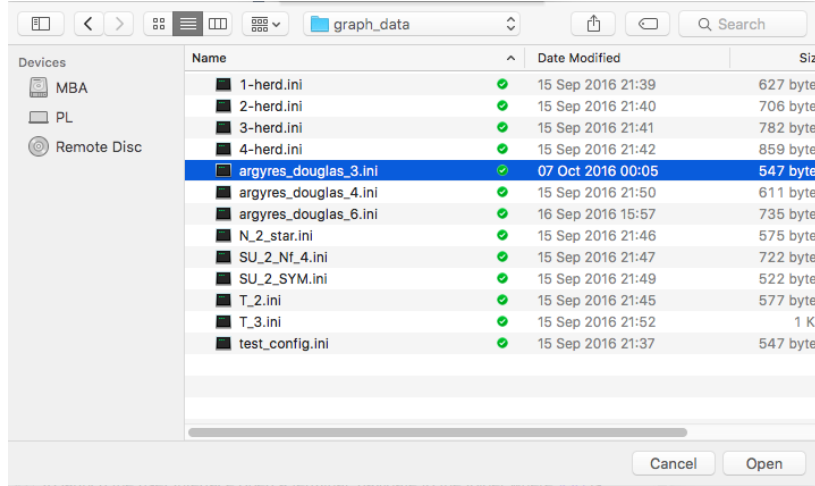 graph_data
Search
Devices
MBA
PL
Remote Disc
Name Date Modified Siz
1-herd.ini 15 Sep 2016 21:39 627 byte
2-herd.ini 15 Sep 2016 21:40 706 byte
3-herd.ini 15 Sep 2016 21:41 782 byte
4-herd.ini 15 Sep 2016 21:42 859 byte
argyres_douglas_3.ini 07 Oct 2016 00:05 547 byte
argyres_douglas_4.ini 15 Sep 2016 21:50 611 byte
argyres_douglas_6.ini 16 Sep 2016 15:57 735 byte
N_2_star.ini 15 Sep 2016 21:46 575 byte
SU_2_Nf_4.ini 15 Sep 2016 21:47 722 byte
SU_2_SYM.ini 15 Sep 2016 21:49 522 byte
T_2.ini 15 Sep 2016 21:45 577 byte
T_3.ini 15 Sep 2016 21:52 1 K
test_config.ini 15 Sep 2016 21:37 547 byte
Cancel Open